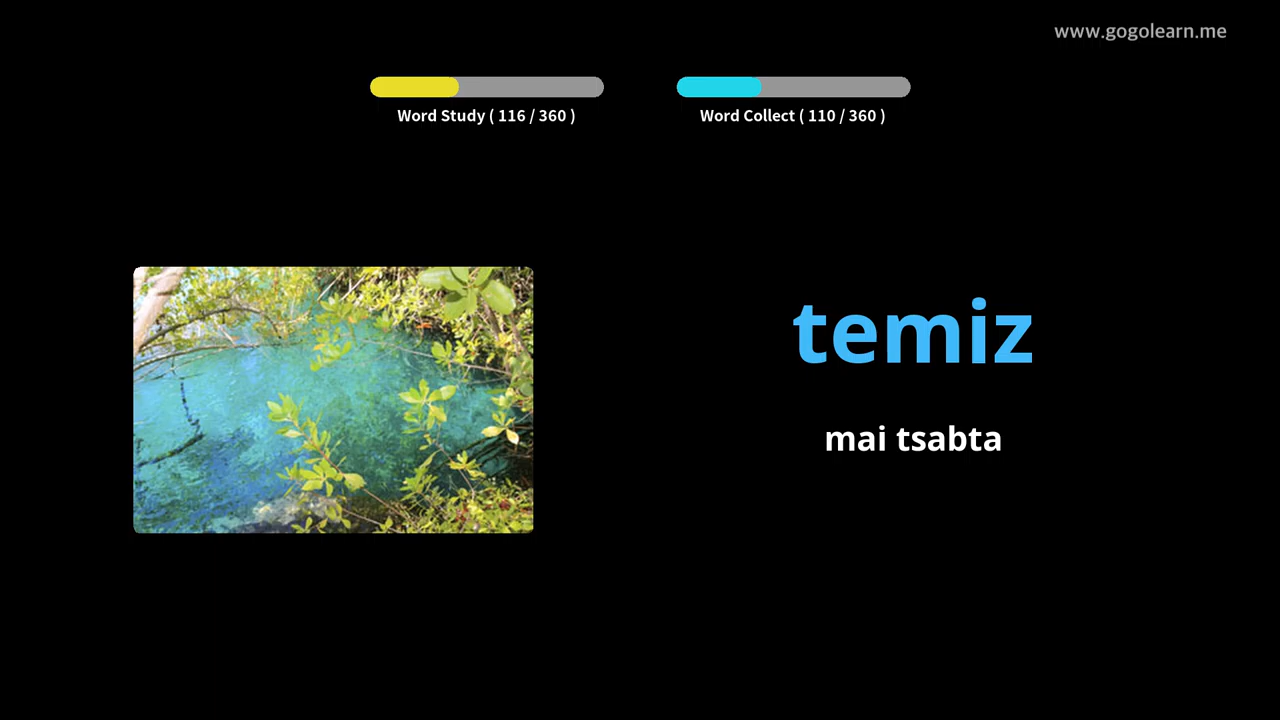 www.gogolearn.me
Word Study ( 116 / 360 )
Word Collect ( 110 / 360 )
temiz
mai tsabta